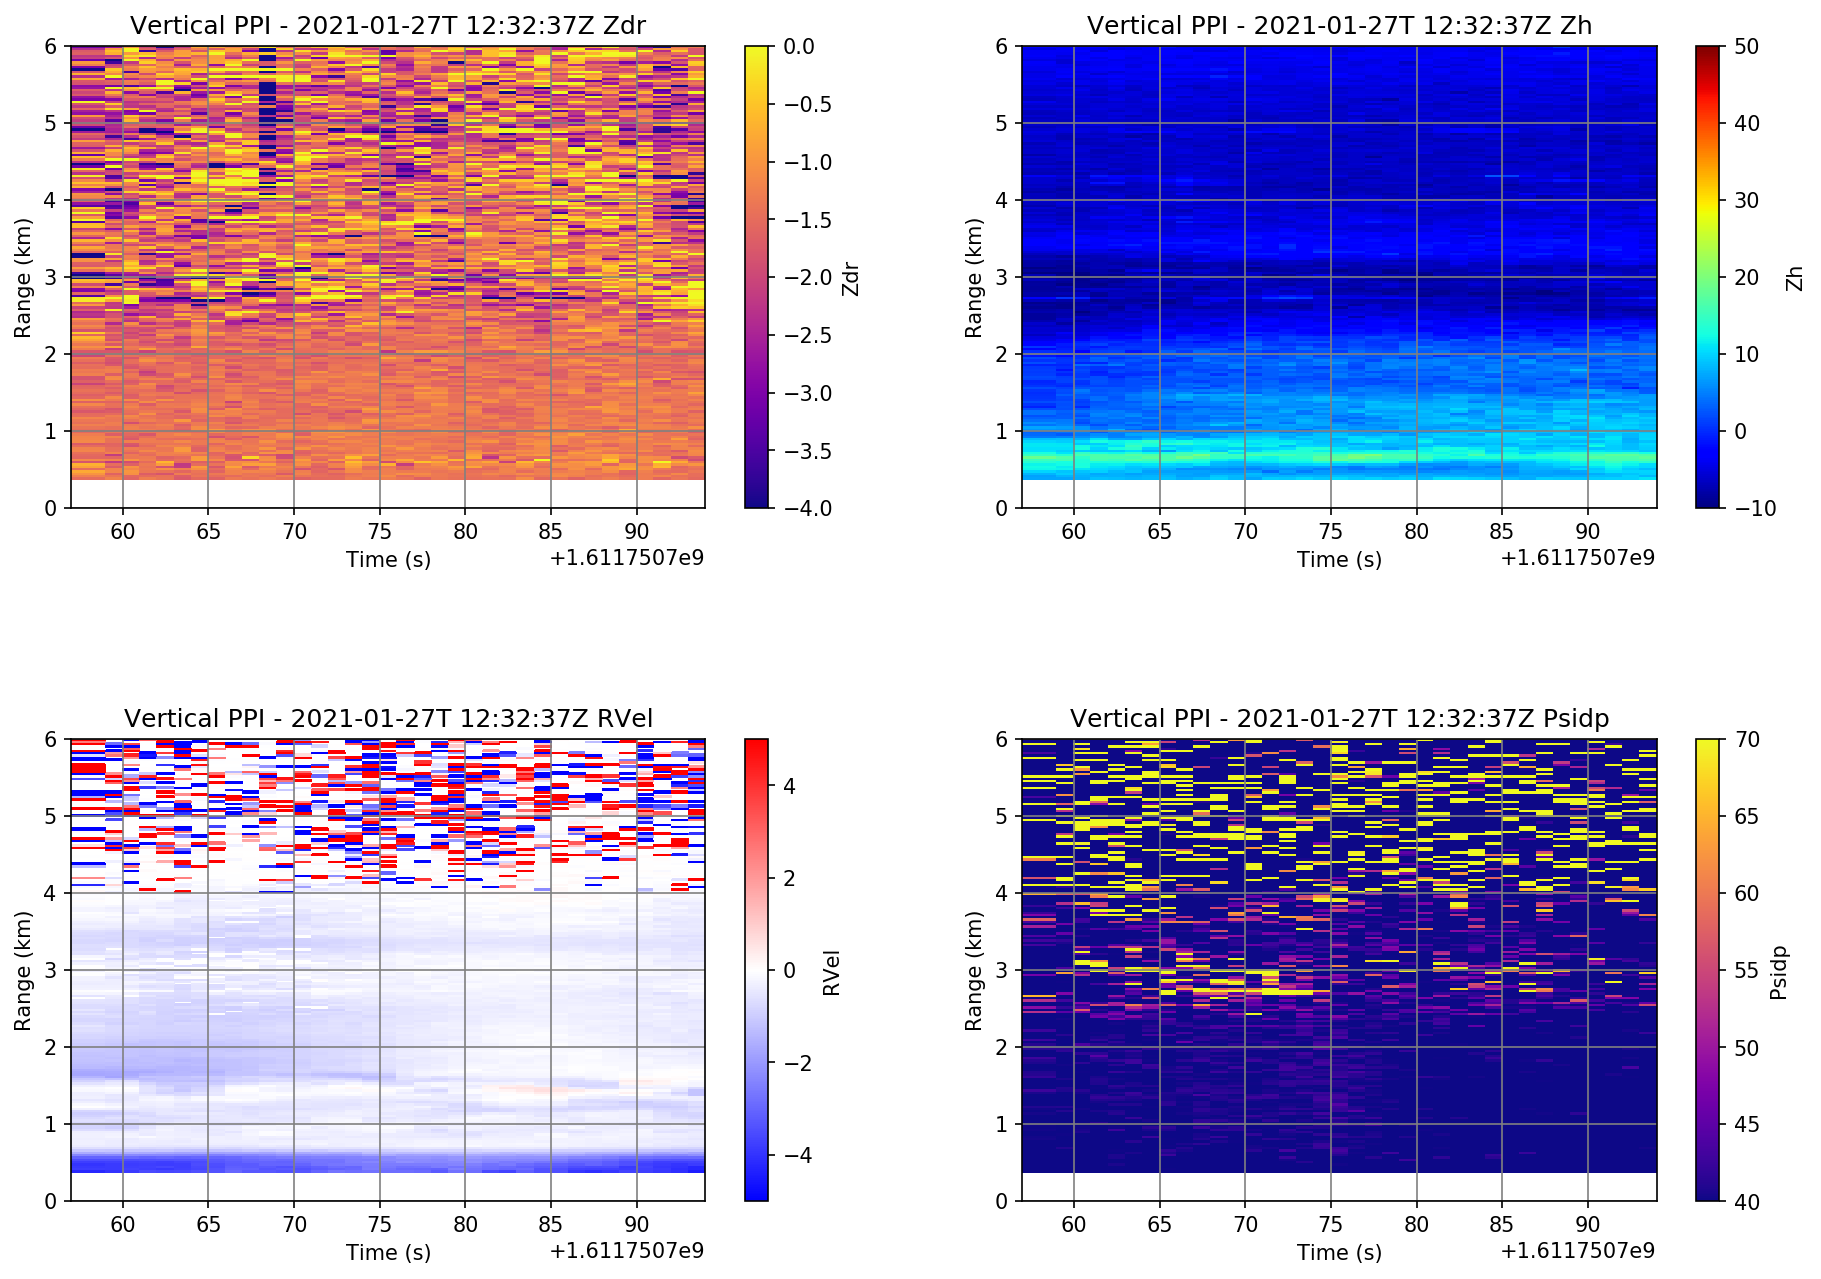 Vertical PPI - 2021-01-27T 12:32:37Z Zdr
6
5
4
3
2
1
0
Range (km)
60 65 70 75 80 85 90
Time (s)
+1.6117507e9
0.0
−0.5
−1.0
−1.5
−2.0
−2.5
−3.0
−3.5
−4.0
Zdr
Vertical PPI - 2021-01-27T 12:32:37Z Zh
6
5
4
3
2
1
0
Range (km)
60 65 70 75 80 85 90
Time (s)
+1.6117507e9
50
40
30
20
10
0
−10
Zh
Vertical PPI - 2021-01-27T 12:32:37Z RVel
6
5
4
3
2
1
0
Range (km)
60 65 70 75 80 85 90
Time (s)
+1.6117507e9
4
2
0
−2
−4
RVel
Vertical PPI - 2021-01-27T 12:32:37Z Psidp
6
5
4
3
2
1
0
Range (km)
60 65 70 75 80 85 90
Time (s)
+1.6117507e9
70
65
60
55
50
45
40
Psidp